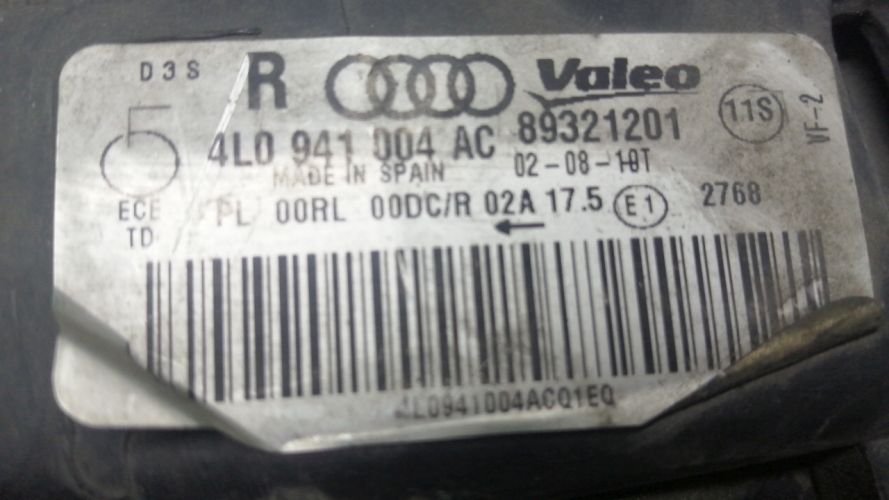 D3S R Valeo
5 4L0 941 004 AC 89321201 11S VF-2
MADE IN SPAIN 02-08-10T
ECE PL 00RL 00DC/R 02A 17.5 E1 2768
TD
4L0941004ACQ1EQ